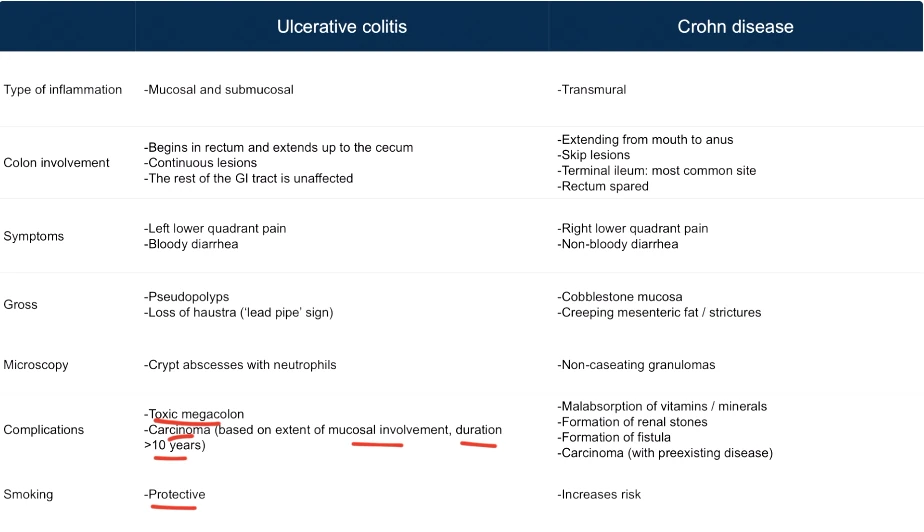 Ulcerative colitis
Crohn disease
Type of inflammation
-Mucosal and submucosal
-Transmural
Colon involvement
-Begins in rectum and extends up to the cecum
-Continuous lesions
-The rest of the GI tract is unaffected
-Extending from mouth to anus
-Skip lesions
-Terminal ileum: most common site
-Rectum spared
Symptoms
-Left lower quadrant pain
-Bloody diarrhea
-Right lower quadrant pain
-Non-bloody diarrhea
Gross
-Pseudopolyps
-Loss of haustra ('lead pipe' sign)
-Cobblestone mucosa
-Creeping mesenteric fat / strictures
Microscopy
-Crypt abscesses with neutrophils
-Non-caseating granulomas
Complications
-Toxic megacolon
-Carcinoma (based on extent of mucosal involvement, duration
>10 years)
-Malabsorption of vitamins / minerals
-Formation of renal stones
-Formation of fistula
-Carcinoma (with preexisting disease)
Smoking
-Protective
-Increases risk